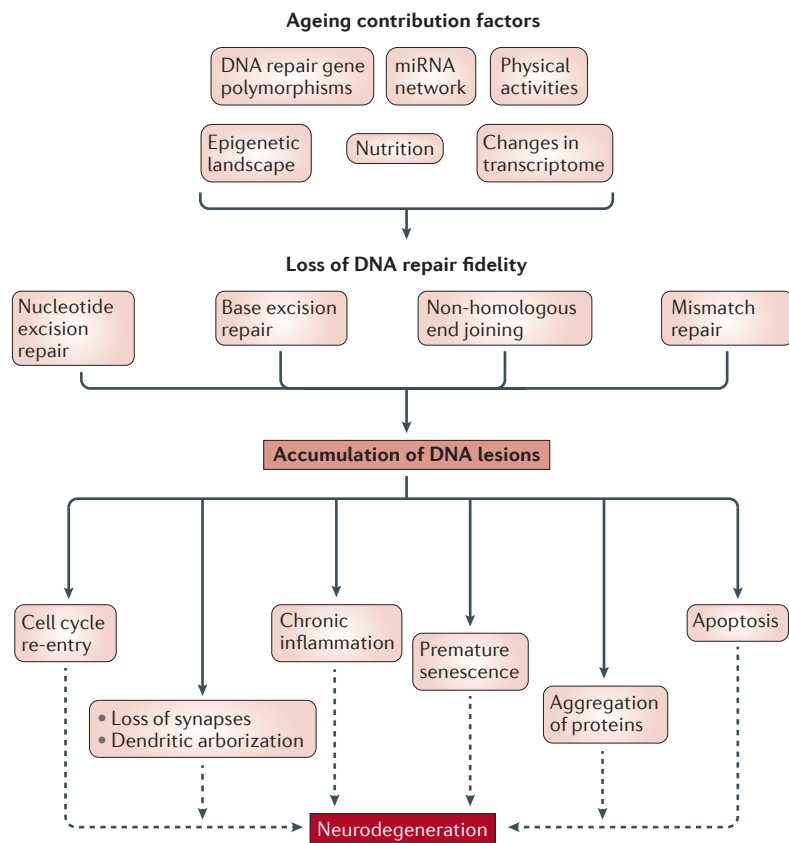 Ageing contribution factors
DNA repair gene
polymorphisms
miRNA
network
Physical
activities
Epigenetic
landscape
Nutrition
Changes in
transcriptome
Loss of DNA repair fidelity
Nucleotide
excision
repair
Base excision
repair
Non-homologous
end joining
Mismatch
repair
Accumulation of DNA lesions
Cell cycle
re-entry
• Loss of synapses
• Dendritic arborization
Chronic
inflammation
Premature
senescence
Aggregation
of proteins
Apoptosis
Neurodegeneration